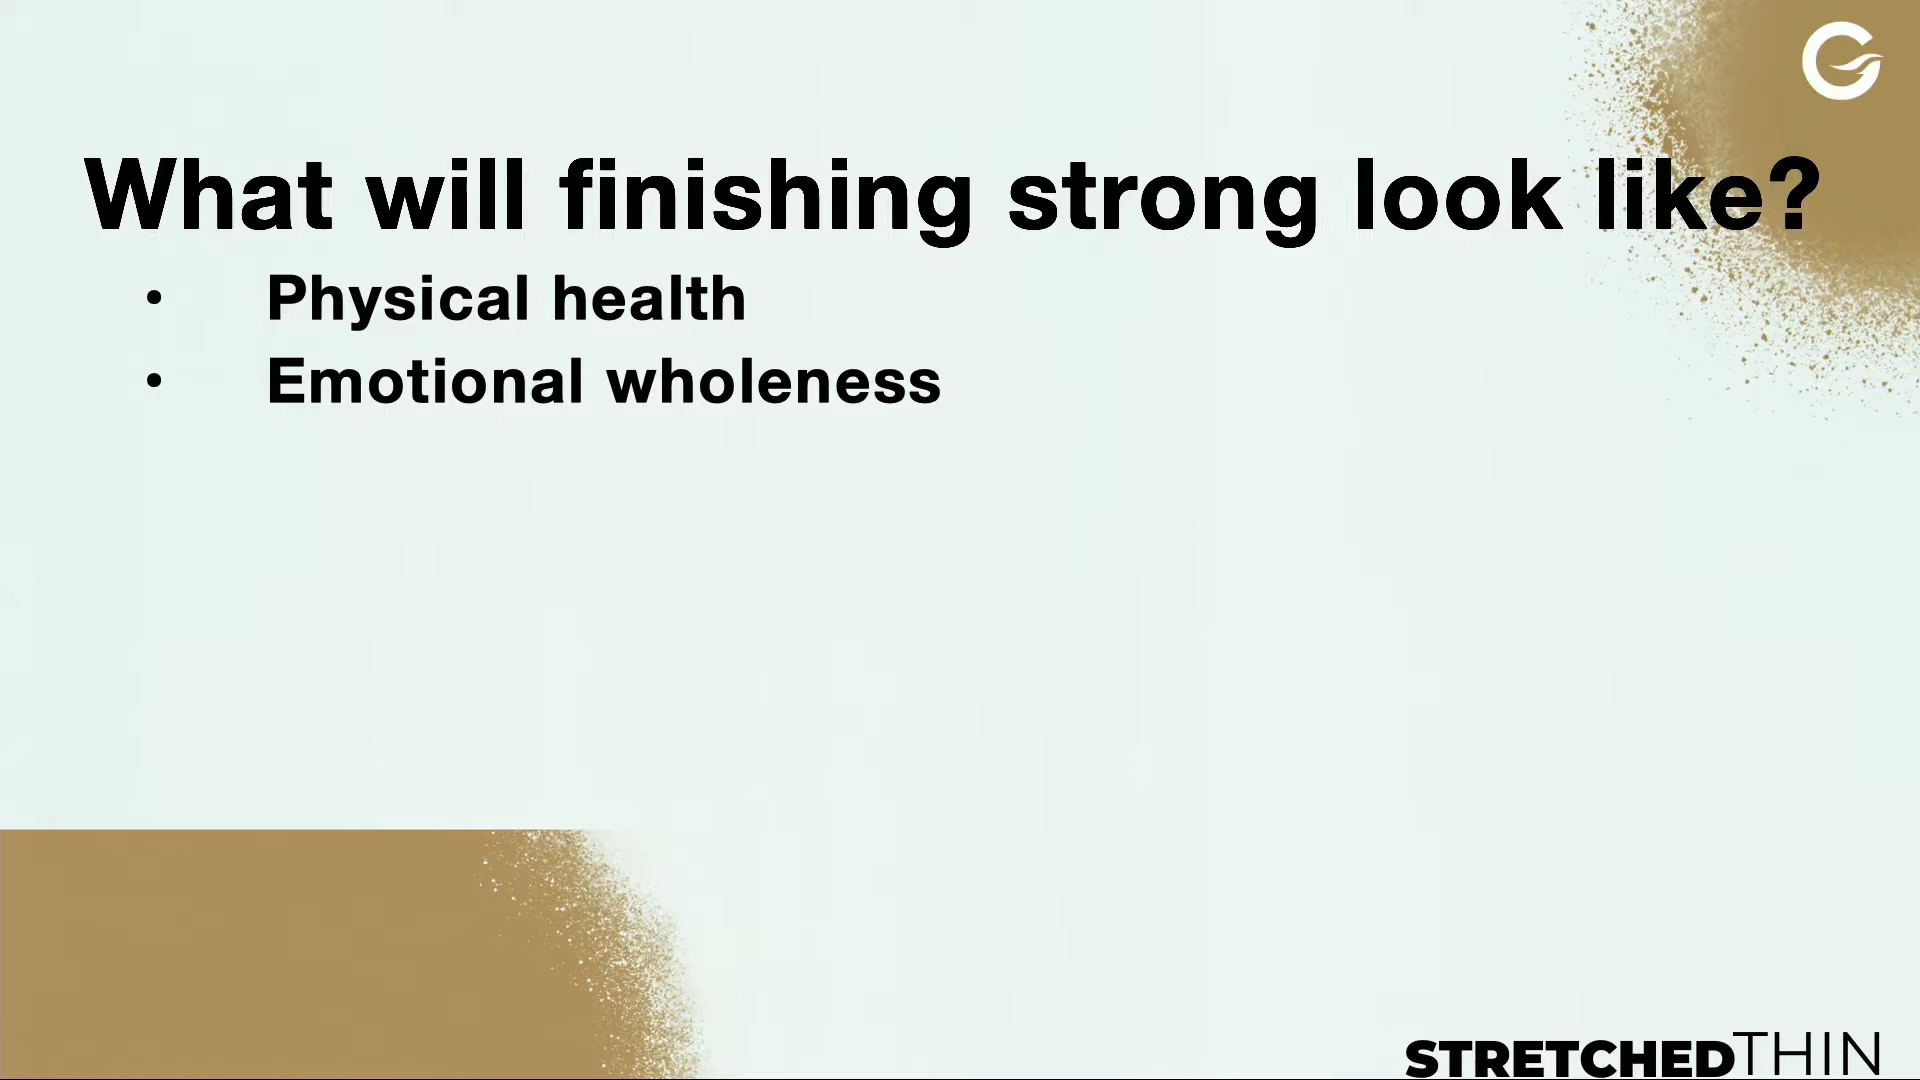 What will finishing strong look like?
• Physical health
• Emotional wholeness
STRETCHEDTHIN